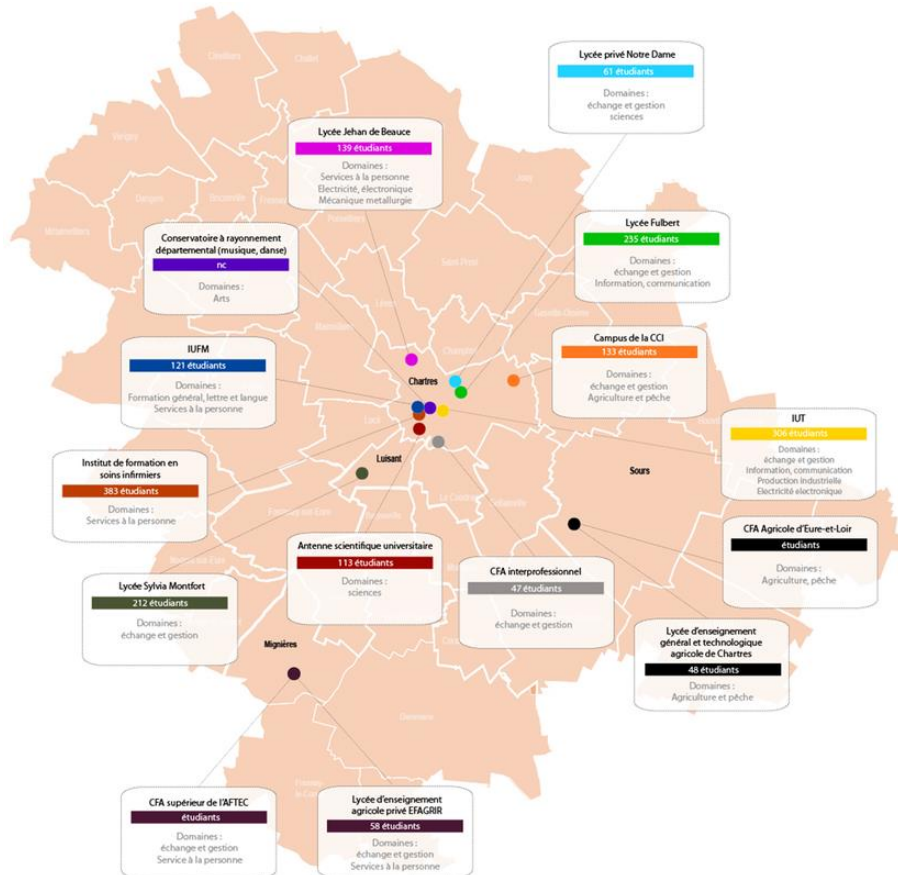 Lycée privé Notre Dame
61 étudiants
Domaines :
échange et gestion
sciences
Lycée Jehan de Beauce
139 étudiants
Domaines :
Services à la personne
Electricité, électronique
Mécanique metallurgie
Conservatoire à rayonnement
départemental (musique, danse)
nc
Domaines :
Arts
Lycée Fulbert
235 étudiants
Domaines :
échange et gestion
Information, communication
IUFM
121 étudiants
Domaines :
Formation général, lettre et langue
Services à la personne
Campus de la CCI
133 étudiants
Domaines :
échange et gestion
Agriculture et pêche
Chartres
Institut de formation en
soins infirmiers
383 étudiants
Domaines :
Services à la personne
Luisant
Sours
IUT
306 étudiants
Domaines :
échange et gestion
Information, communication
Production industrielle
Electricité electronique
Antenne scientifique universitaire
113 étudiants
Domaines :
sciences
CFA interprofessionnel
47 étudiants
Domaines :
échange et gestion
CFA Agricole d'Eure-et-Loir
étudiants
Domaines :
Agriculture, pêche
Lycée Sylvia Montfort
212 étudiants
Domaines :
échange et gestion
Lycée d'enseignement
général et technologique
agricole de Chartres
48 étudiants
Domaines :
Agriculture et pêche
Mignières
CFA supérieur de l'AFTEC
étudiants
Domaines :
échange et gestion
Service à la personne
Lycée d'enseignement
agricole privé EFAGRIR
58 étudiants
Domaines :
échange et gestion
Services à la personne